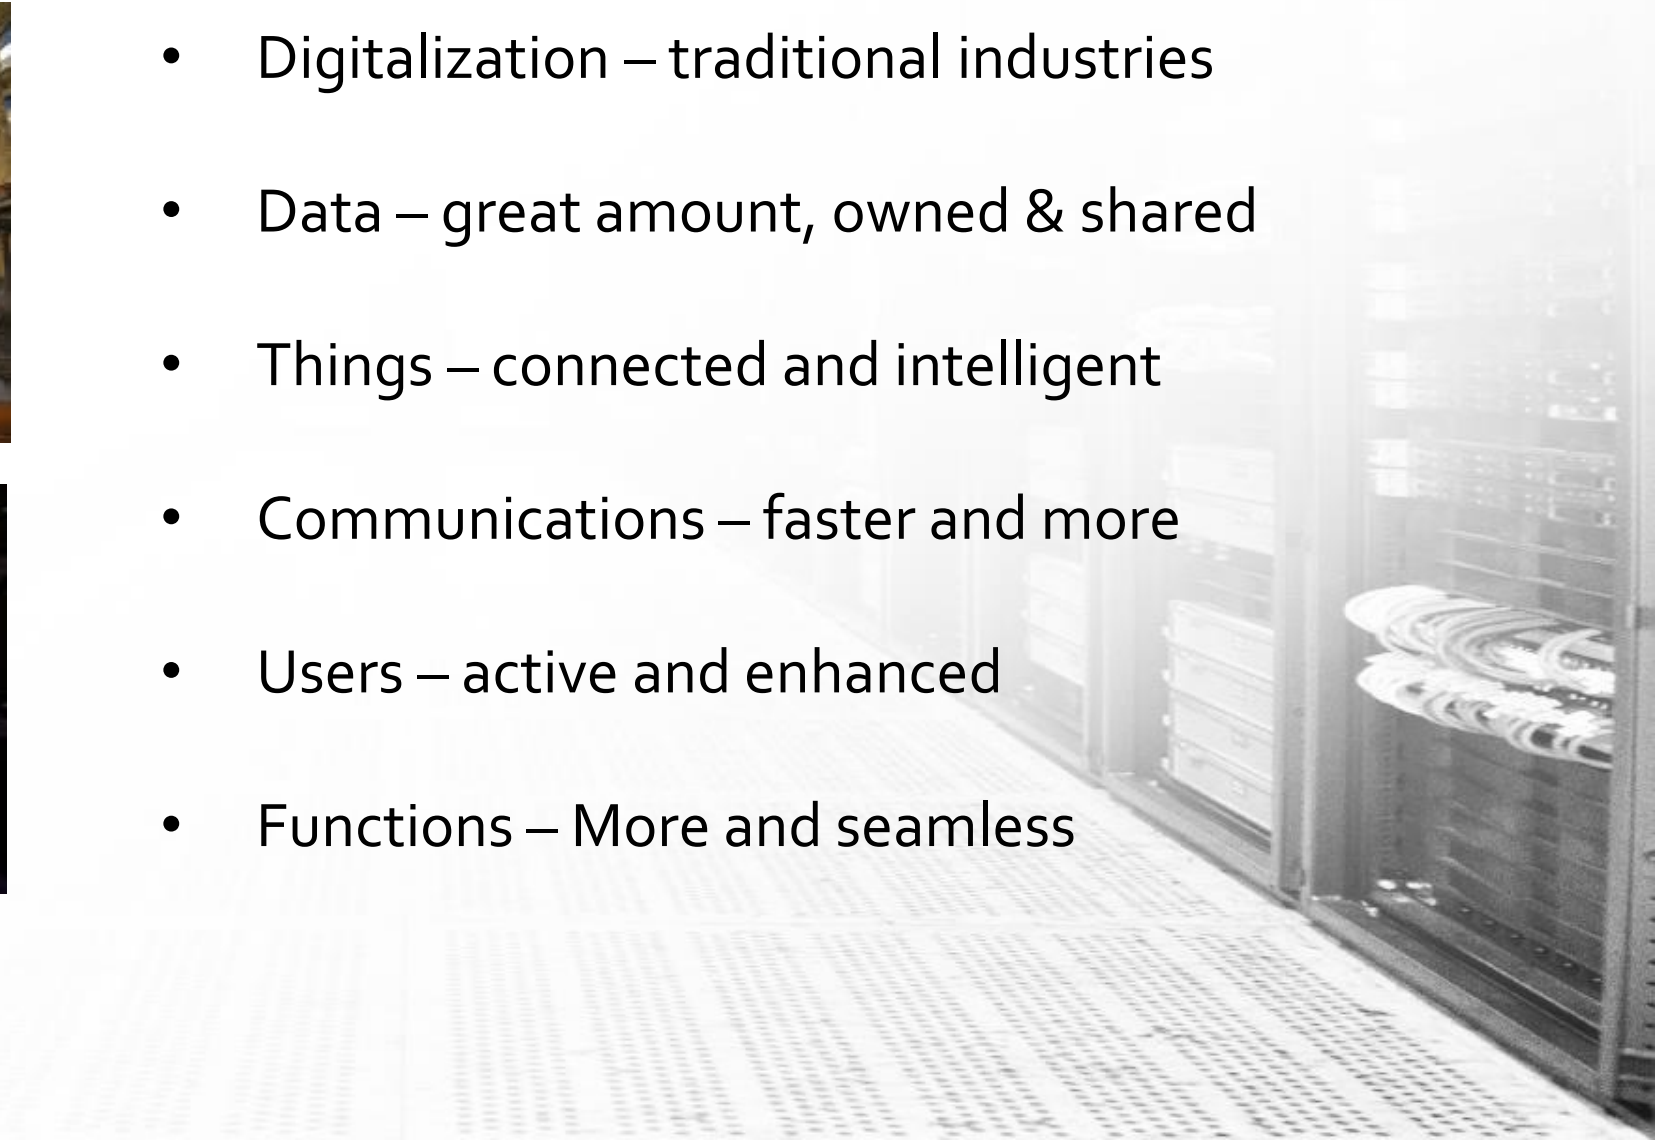 • Digitalization – traditional industries
• Data – great amount, owned & shared
• Things – connected and intelligent
• Communications – faster and more
• Users – active and enhanced
• Functions – More and seamless